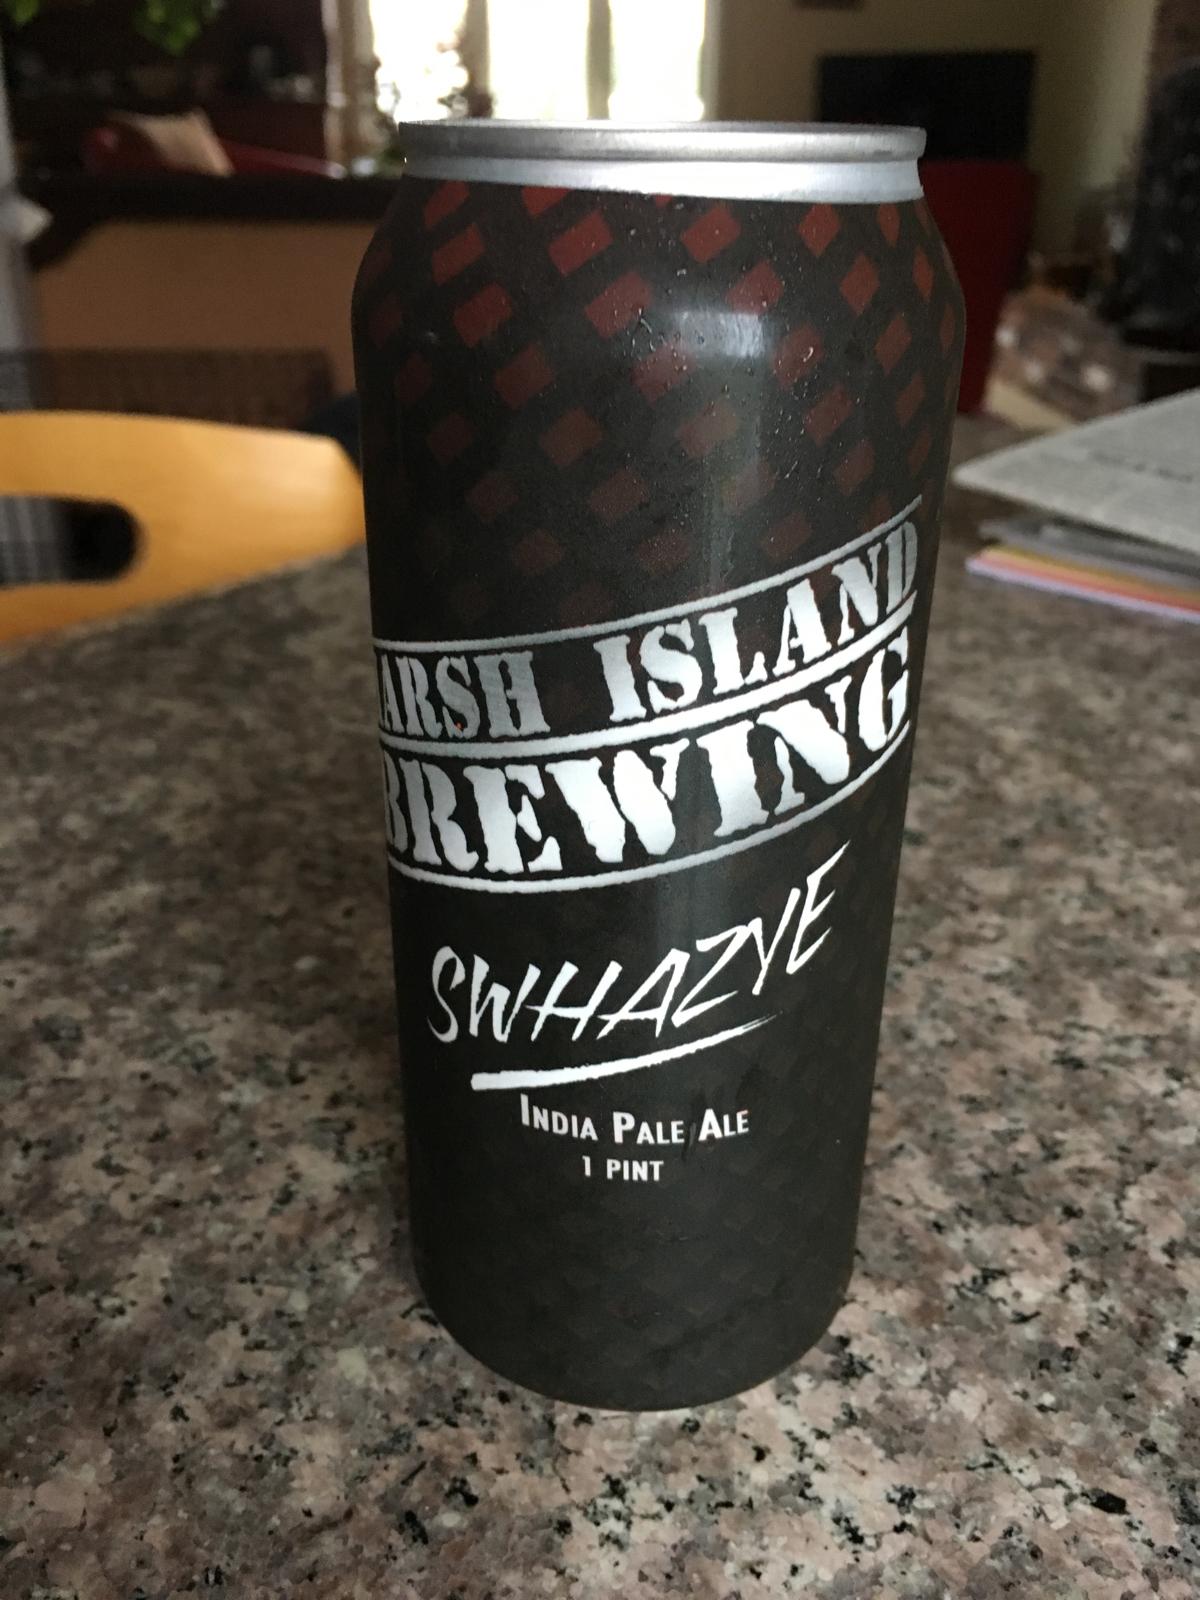 ARSH ISLAND
BREWING
SWHAZYE
INDIA PALE ALE
1 PINT